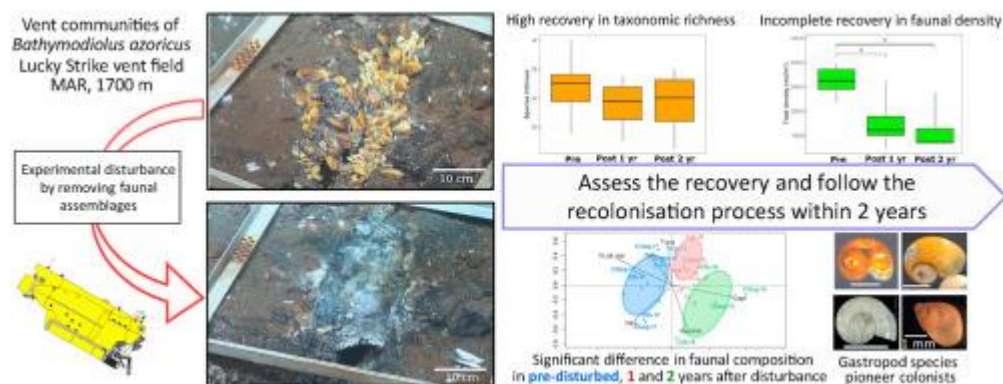 Vent communities of
Bathymodiolus azoricus
Lucky Strike vent field
MAR, 1700 m
Experimental disturbance
by removing faunal
assemblages
10 cm
10 cm
High recovery in taxonomic richness
Pre
Post 1 yr
Post 2 yr
Incomplete recovery in faunal density
Pre
Post 1 yr
Post 2 yr
Assess the recovery and follow the
recolonisation process within 2 years
Significant difference in faunal composition
in pre-disturbed, 1 and 2 years after disturbance
1 mm
Gastropod species
pioneer colonists